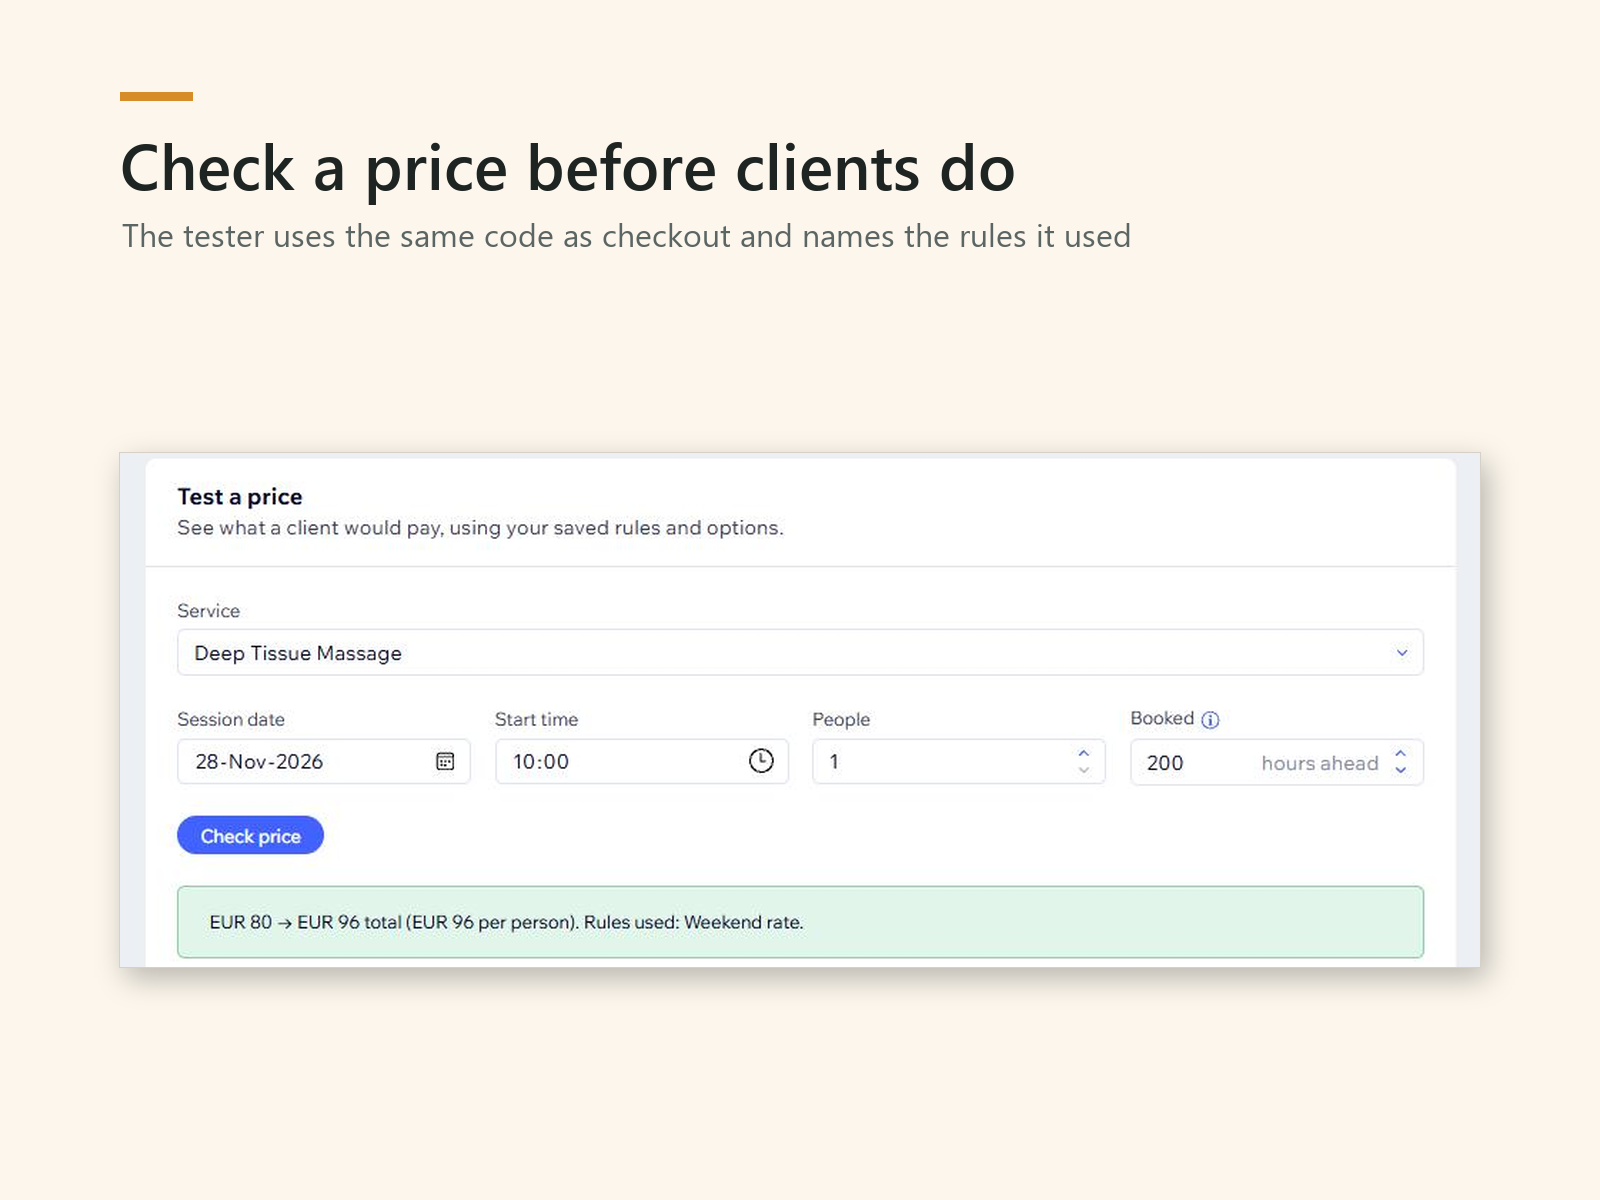 Check a price before clients do
The tester uses the same code as checkout and names the rules it used
Test a price
See what a client would pay, using your saved rules and options.
Service
Deep Tissue Massage
Session date
Start time
People
Booked
28-Nov-2026
10:00
1
200 hours ahead
Check price
EUR 80 → EUR 96 total (EUR 96 per person). Rules used: Weekend rate.